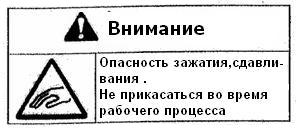 Внимание
Опасность зажатия,сдавли-
вания .
Не прикасаться во время
рабочего процесса